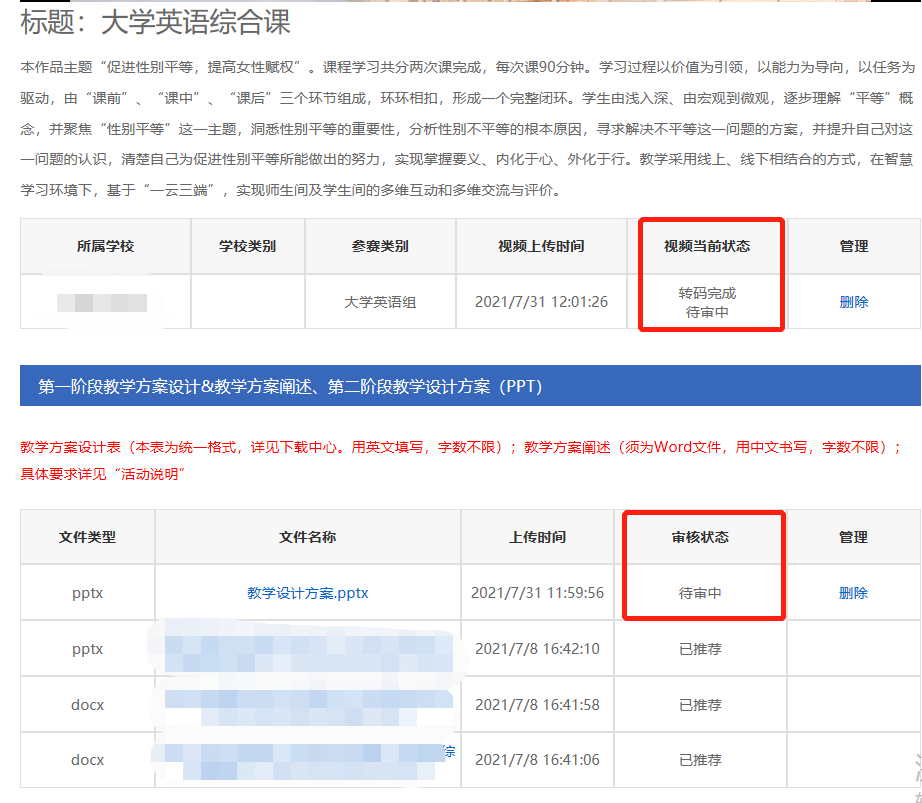 标题：大学英语综合课
本作品主题“促进性别平等，提高女性赋权”。课程学习共分两次课完成，每次课90分钟。学习过程以价值为引领，以能力为导向，以任务为
驱动，由“课前”、“课中”、“课后”三个环节组成，环环相扣，形成一个完整闭环。学生由浅入深、由宏观到微观，逐步理解“平等”概
念，并聚焦“性别平等”这一主题，洞悉性别平等的重要性，分析性别不平等的根本原因，寻求解决不平等这一问题的方案，并提升自己对这
一问题的认识，清楚自己为促进性别平等所能做出的努力，实现掌握要义、内化于心、外化于行。教学采用线上、线下相结合的方式，在智慧
学习环境下，基于“一云三端”，实现师生间及学生间的多维互动和多维交流与评价。
所属学校 学校类别 参赛类别 视频上传时间 视频当前状态 管理
大学英语组 2021/7/31 12:01:26 转码完成 删除
待审中
第一阶段教学方案设计&教学方案阐述、第二阶段教学设计方案（PPT）
教学方案设计表（本表为统一格式，详见下载中心。用英文填写，字数不限）；教学方案阐述（须为Word文件，用中文书写，字数不限）；
具体要求详见“活动说明”
文件类型 文件名称 上传时间 审核状态 管理
pptx 教学设计方案.pptx 2021/7/31 11:59:56 待审中 删除
pptx 2021/7/8 16:42:10 已推荐
docx 2021/7/8 16:41:58 已推荐
docx 综 2021/7/8 16:41:06 已推荐